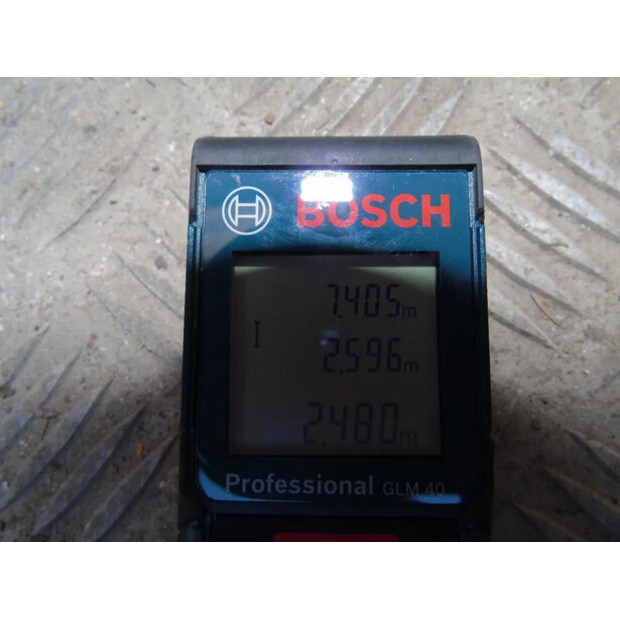 BOSCH
7.405m
2.596m
2.480m
Professional GLM 40